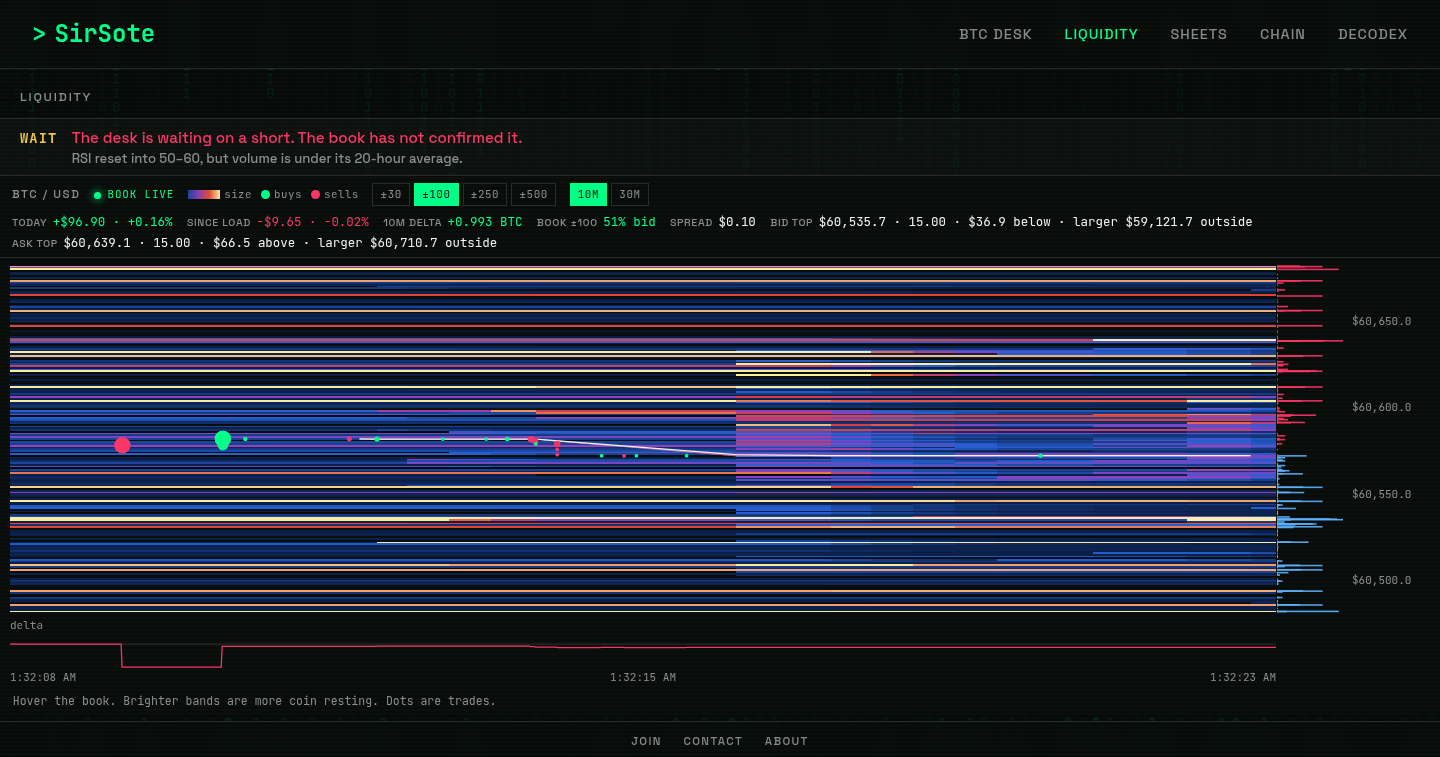 > SirSote
BTC DESK LIQUIDITY SHEETS CHAIN DECODEX
LIQUIDITY
WAIT The desk is waiting on a short. The book has not confirmed it.
RSI reset into 50–60, but volume is under its 20-hour average.
BTC / USD BOOK LIVE size buys sells ±30 ±100 ±250 ±500 10M 30M
TODAY +$96.90 · +0.16% SINCE LOAD -$9.65 · -0.02% 10M DELTA +0.993 BTC BOOK ±100 51% bid SPREAD $0.10 BID TOP $60,535.7 · 15.00 · $36.9 below · larger $59,121.7 outside
ASK TOP $60,639.1 · 15.00 · $66.5 above · larger $60,710.7 outside
$60,650.0
$60,600.0
$60,550.0
$60,500.0
delta
1:32:08 AM 1:32:15 AM 1:32:23 AM
Hover the book. Brighter bands are more coin resting. Dots are trades.
JOIN CONTACT ABOUT